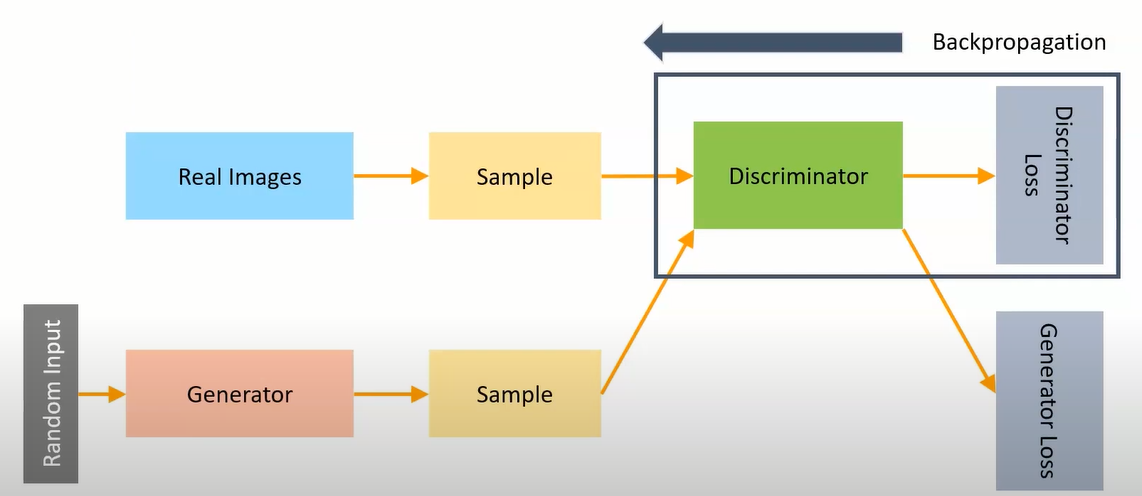 Backpropagation
Real Images
Sample
Discriminator
Discriminator
Loss
Random Input
Generator
Sample
Generator Loss